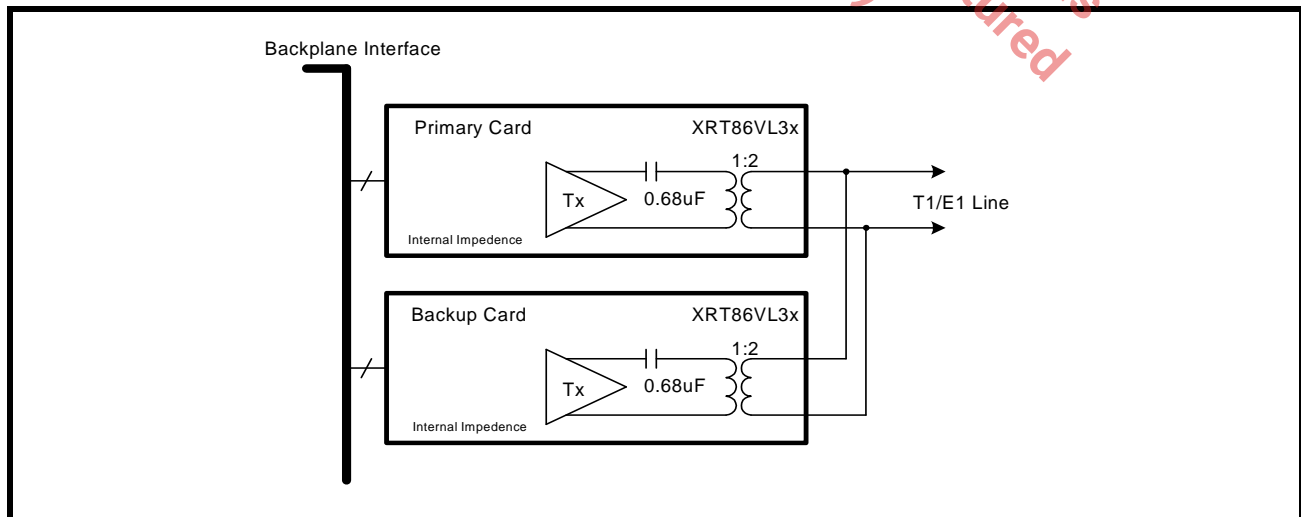 Backplane Interface
Primary Card
XRT86VL3x
1:2
Tx
0.68uF
Internal Impedence
T1/E1 Line
Backup Card
XRT86VL3x
1:2
Tx
0.68uF
Internal Impedence
ured